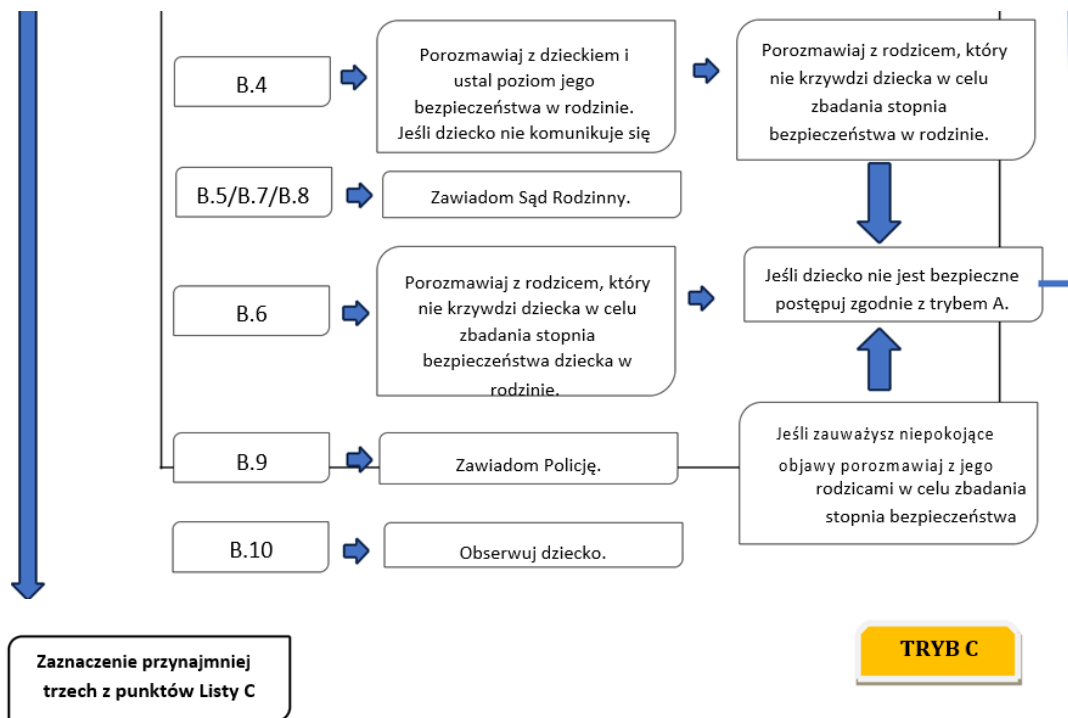 B.4
Porozmawiaj z dzieckiem i
ustal poziom jego
bezpieczeństwa w rodzinie.
Jeśli dziecko nie komunikuje się
Porozmawiaj z rodzicem, który
nie krzywdzi dziecka w celu
zbadania stopnia
bezpieczeństwa w rodzinie.
B.5/B.7/B.8
Zawiadom Sąd Rodzinny.
B.6
Porozmawiaj z rodzicem, który
nie krzywdzi dziecka w celu
zbadania stopnia
bezpieczeństwa dziecka w
rodzinie.
Jeśli dziecko nie jest bezpieczne
postępuj zgodnie z trybem A.
B.9
Zawiadom Policję.
Jeśli zauważysz niepokojące
objawy porozmawiaj z jego
rodzicami w celu zbadania
stopnia bezpieczeństwa
B.10
Obserwuj dziecko.
Zaznaczenie przynajmniej
trzech z punktów Listy C
TRYB C